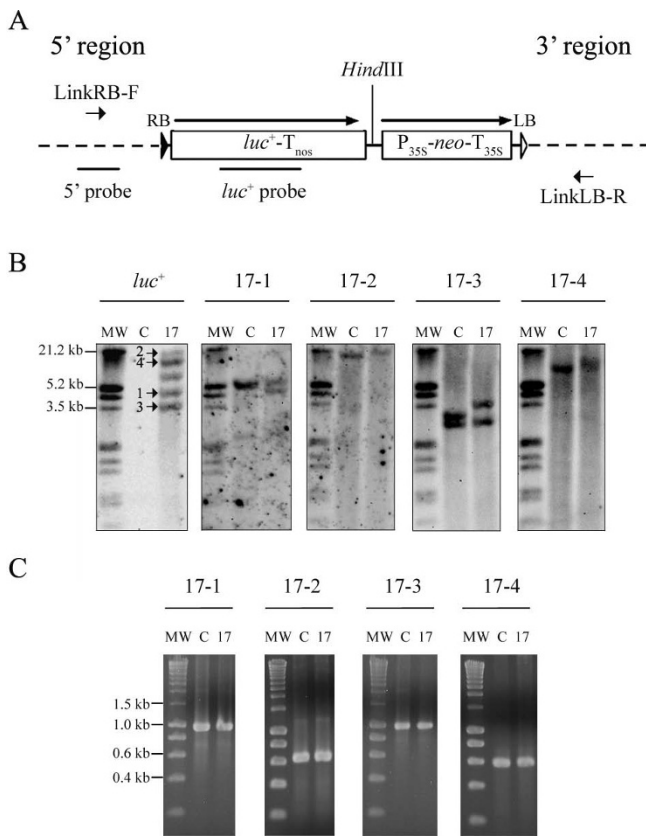 A
5’ region
3’ region
HindIII
LinkRB-F
RB
LB
luc⁺-Tnos
P35S-neo-T35S
5’ probe
luc⁺ probe
LinkLB-R
B
luc⁺ 17-1 17-2 17-3 17-4
MW C 17 MW C 17 MW C 17 MW C 17 MW C 17
21.2 kb
2
4
5.2 kb
1
3.5 kb
3
C
17-1 17-2 17-3 17-4
MW C 17 MW C 17 MW C 17 MW C 17
1.5 kb
1.0 kb
0.6 kb
0.4 kb